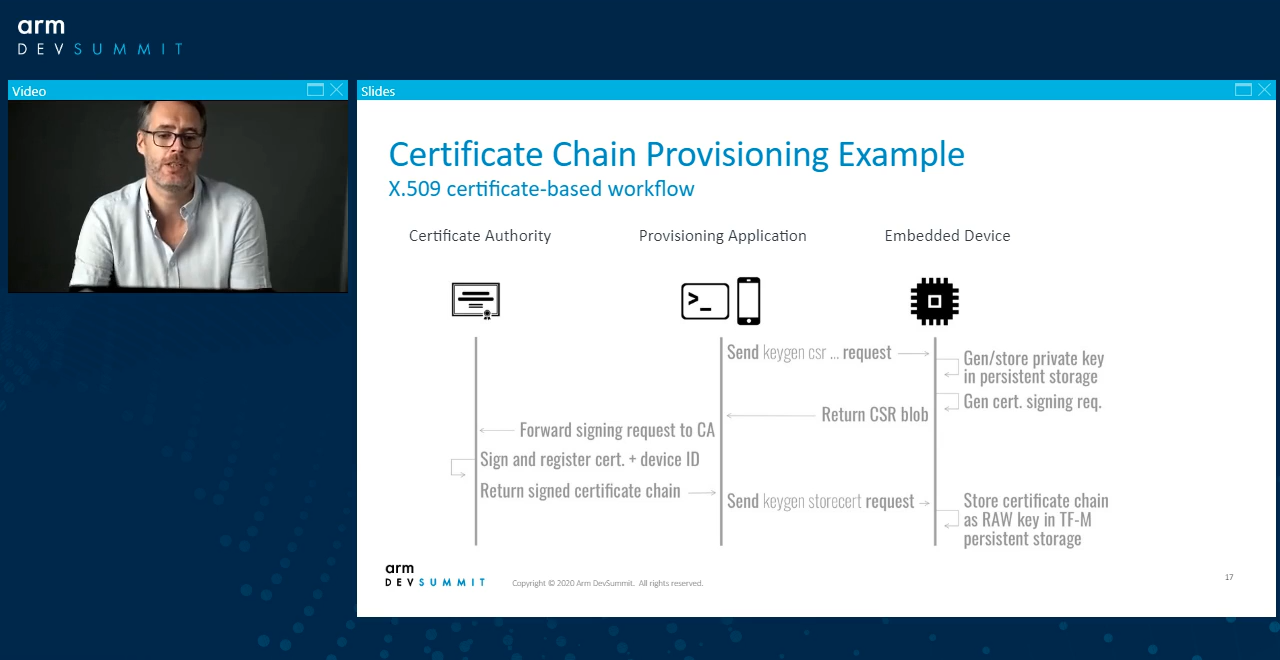 arm
DEVSUMMIT
Video
Slides
Certificate Chain Provisioning Example
X.509 certificate-based workflow
Certificate Authority
Provisioning Application
Embedded Device
>_
Send keygen csr ... request
Gen/store private key
in persistent storage
Gen cert. signing req.
Return CSR blob
Forward signing request to CA
Sign and register cert. + device ID
Return signed certificate chain
Send keygen storecert request
Store certificate chain
as RAW key in TF-M
persistent storage
arm
DEVSUMMIT
Copyright © 2020 Arm DevSummit. All rights reserved.
17